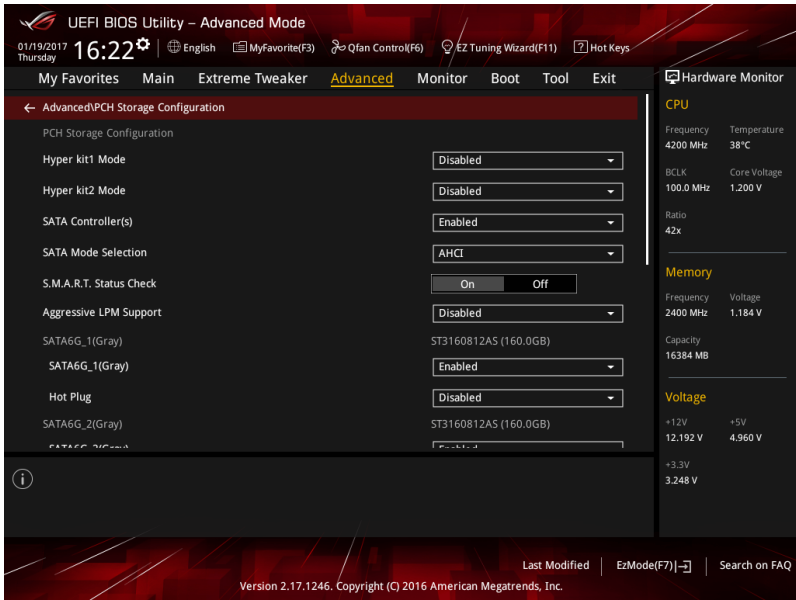 UEFI BIOS Utility – Advanced Mode
01/19/2017 Thursday 16:22 English MyFavorite(F3) Qfan Control(F6) EZ Tuning Wizard(F11) ? Hot Keys
My Favorites Main Extreme Tweaker Advanced Monitor Boot Tool Exit
← Advanced\PCH Storage Configuration
PCH Storage Configuration
Hyper kit1 Mode Disabled
Hyper kit2 Mode Disabled
SATA Controller(s) Enabled
SATA Mode Selection AHCI
S.M.A.R.T. Status Check On Off
Aggressive LPM Support Disabled
SATA6G_1(Gray) ST3160812AS (160.0GB)
SATA6G_1(Gray) Enabled
Hot Plug Disabled
SATA6G_2(Gray) ST3160812AS (160.0GB)
SATA6G_2(Gray) Enabled
Hardware Monitor
CPU
Frequency Temperature
4200 MHz 38°C
BCLK Core Voltage
100.0 MHz 1.200 V
Ratio
42x
Memory
Frequency Voltage
2400 MHz 1.184 V
Capacity
16384 MB
Voltage
+12V +5V
12.192 V 4.960 V
+3.3V
3.248 V
Last Modified EzMode(F7) Search on FAQ
Version 2.17.1246. Copyright (C) 2016 American Megatrends, Inc.